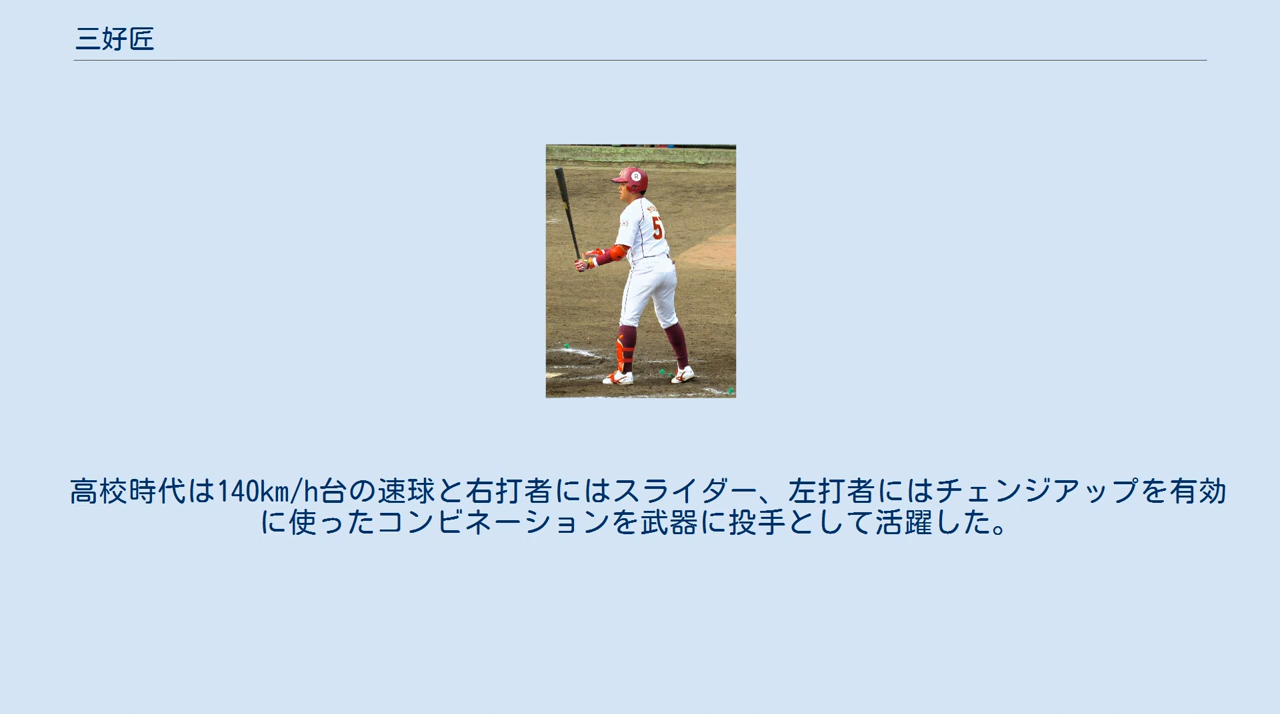 三好匠
5
高校時代は140km/h台の速球と右打者にはスライダー、左打者にはチェンジアップを有効
に使ったコンビネーションを武器に投手として活躍した。